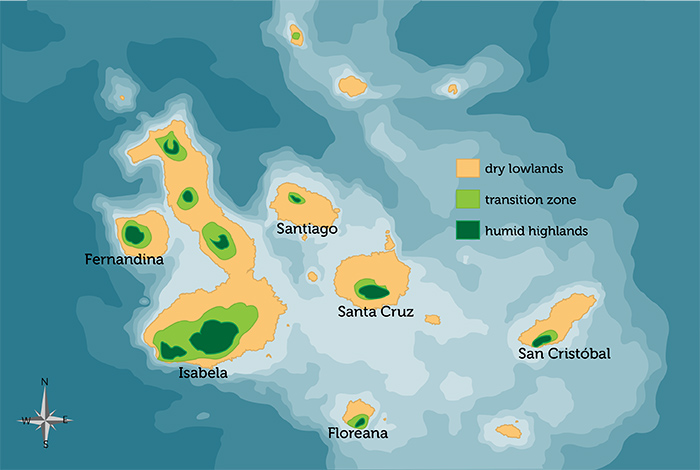 dry lowlands
transition zone
humid highlands
Santiago
Fernandina
Santa Cruz
San Cristóbal
Isabela
Floreana
N
W E
S